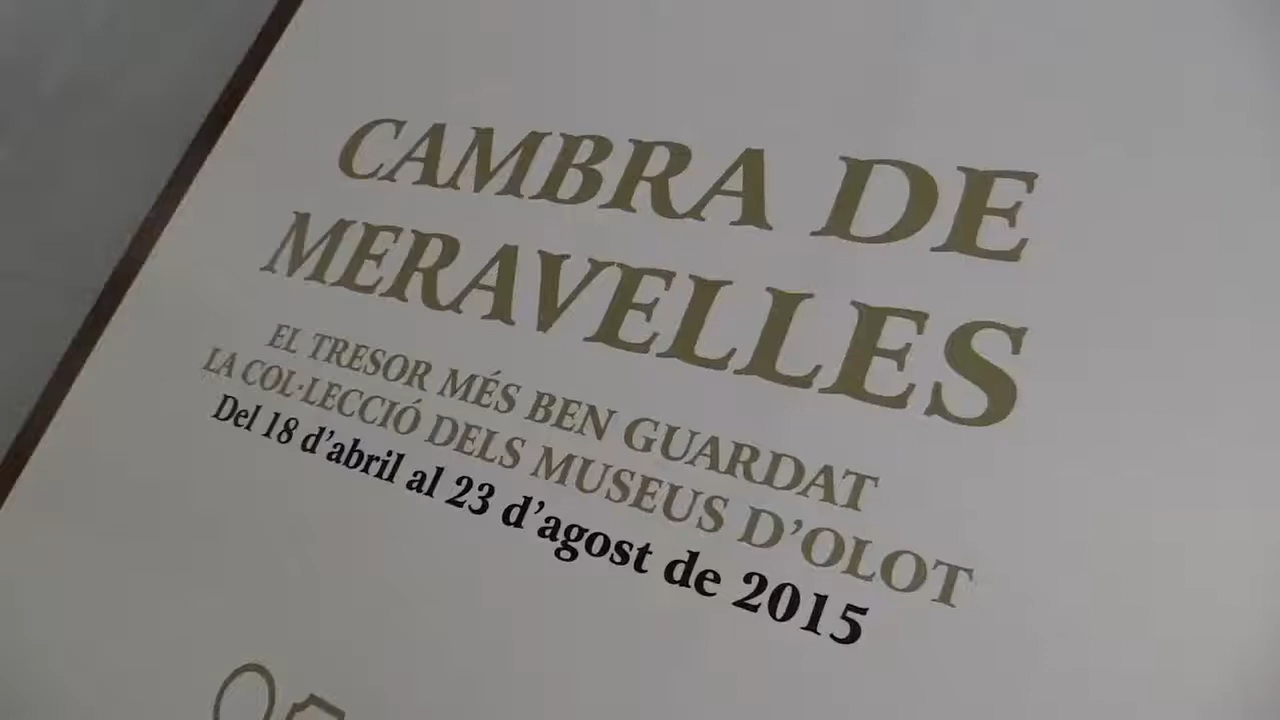 CAMBRA DE
MERAVELLES
EL TRESOR MÉS BEN GUARDAT
LA COL·LECCIÓ DELS MUSEUS D’OLOT
Del 18 d’abril al 23 d’agost de 2015